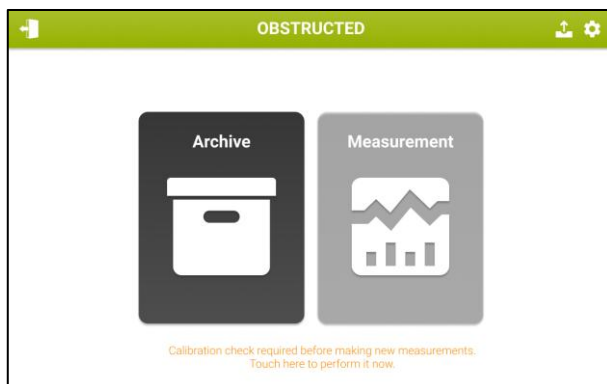 OBSTRUCTED
Archive
Measurement
Calibration check required before making new measurements.
Touch here to perform it now.